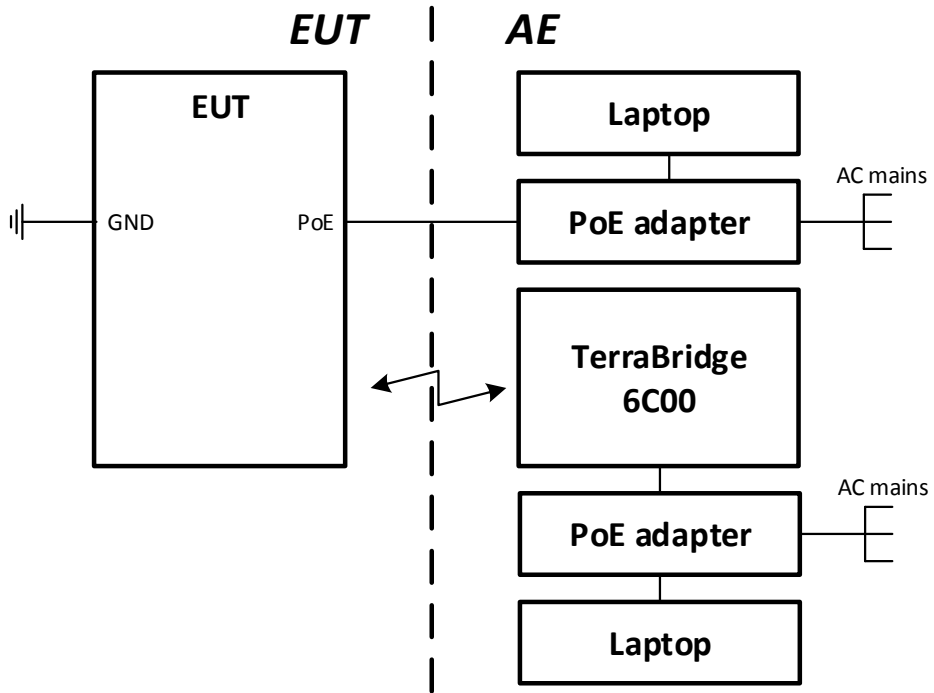 EUT
AE
EUT
Laptop
AC mains
GND
PoE
PoE adapter
TerraBridge
6C00
AC mains
PoE adapter
Laptop